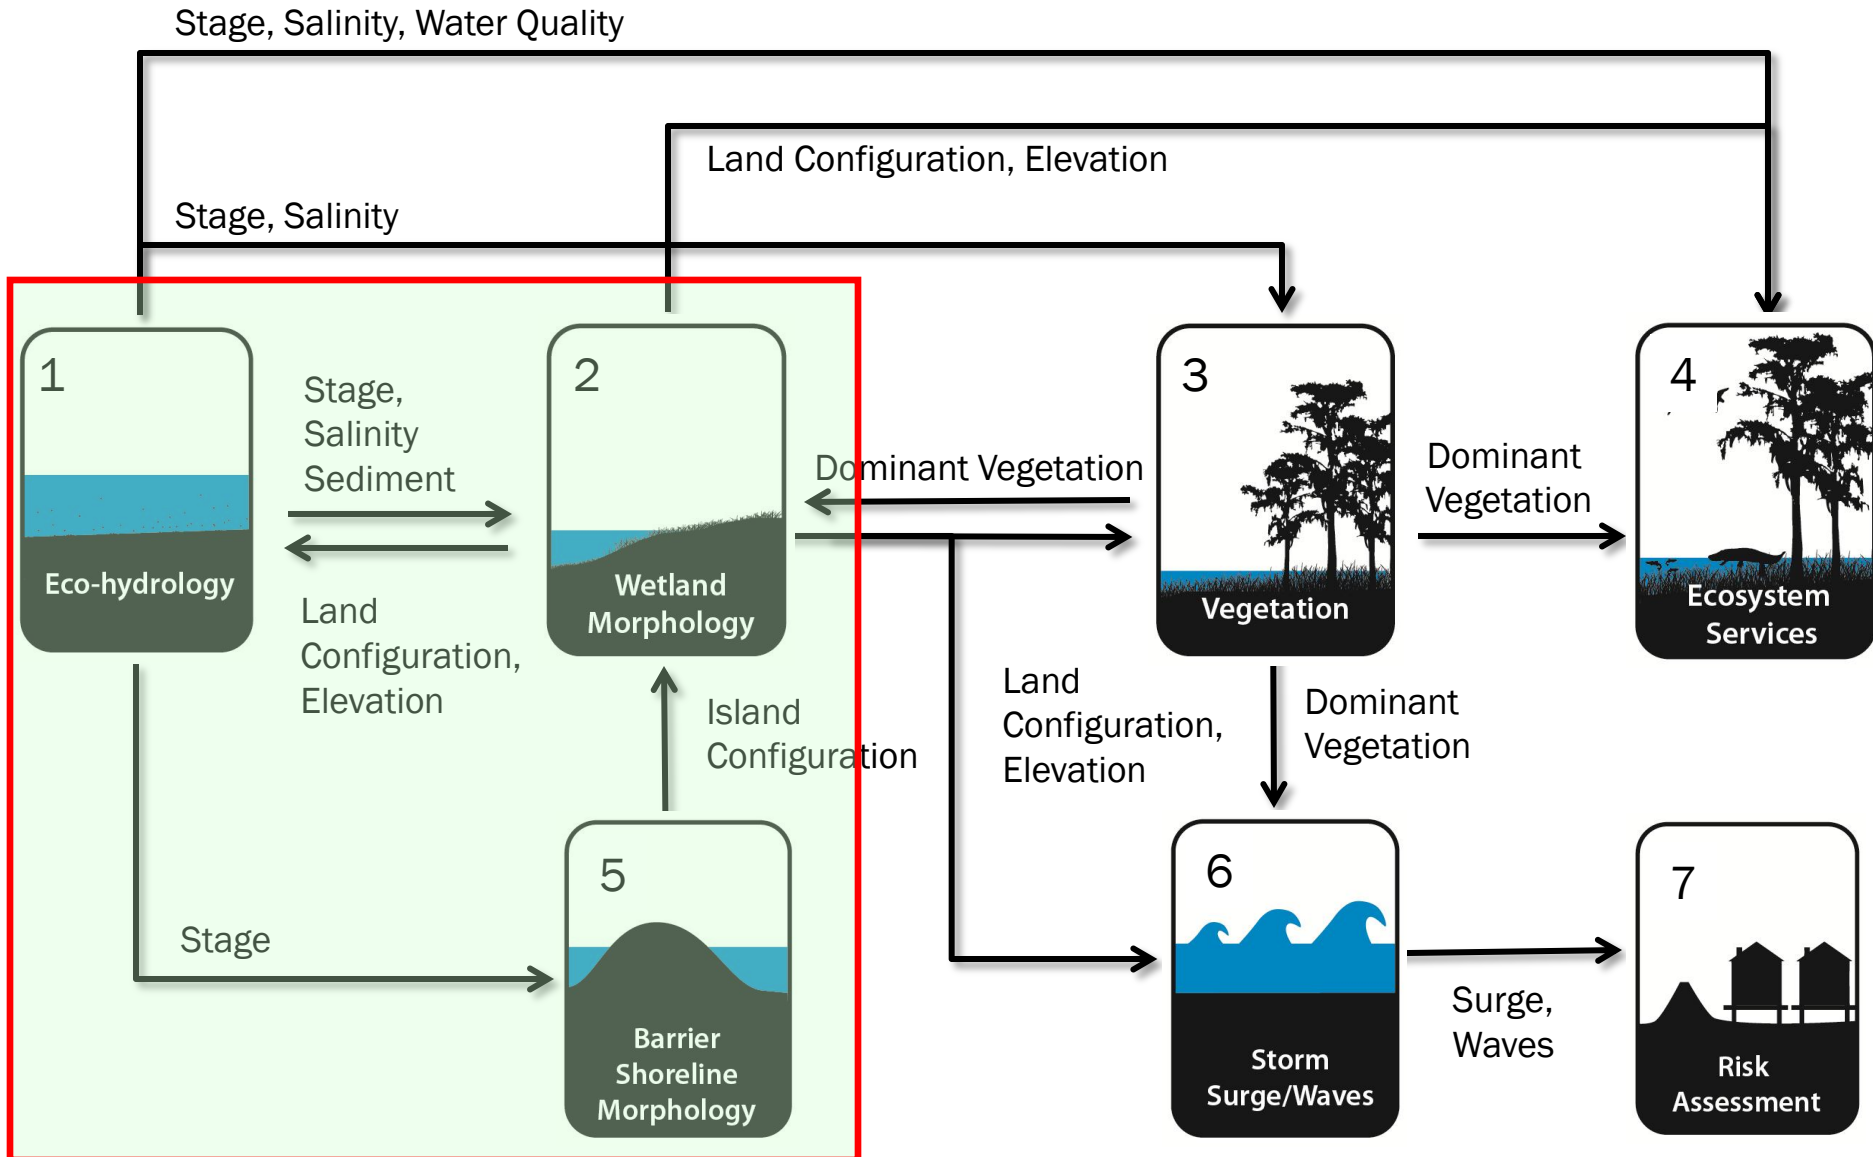 Stage, Salinity, Water Quality
Land Configuration, Elevation
Stage, Salinity
1
Stage,
Salinity
Sediment
Eco-hydrology
Land
Configuration,
Elevation
2
Wetland
Morphology
Dominant Vegetation
3
Vegetation
Dominant
Vegetation
4
Ecosystem
Services
Island
Configuration
Land
Configuration,
Elevation
Dominant
Vegetation
Stage
5
Barrier
Shoreline
Morphology
6
Storm
Surge/Waves
Surge,
Waves
7
Risk
Assessment